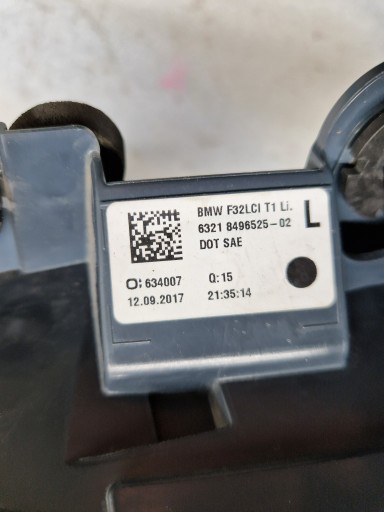 BMW F32LCI T1 Li.
6321 8496525-02 L
DOT SAE
O: 634007 Q: 15
12.09.2017 21:35:14